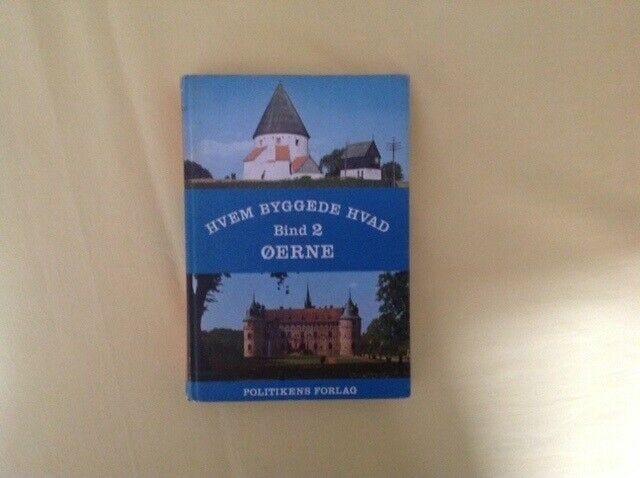 HVEM BYGGEDE HVAD
Bind 2
ØERNE
POLITIKENS FORLAG